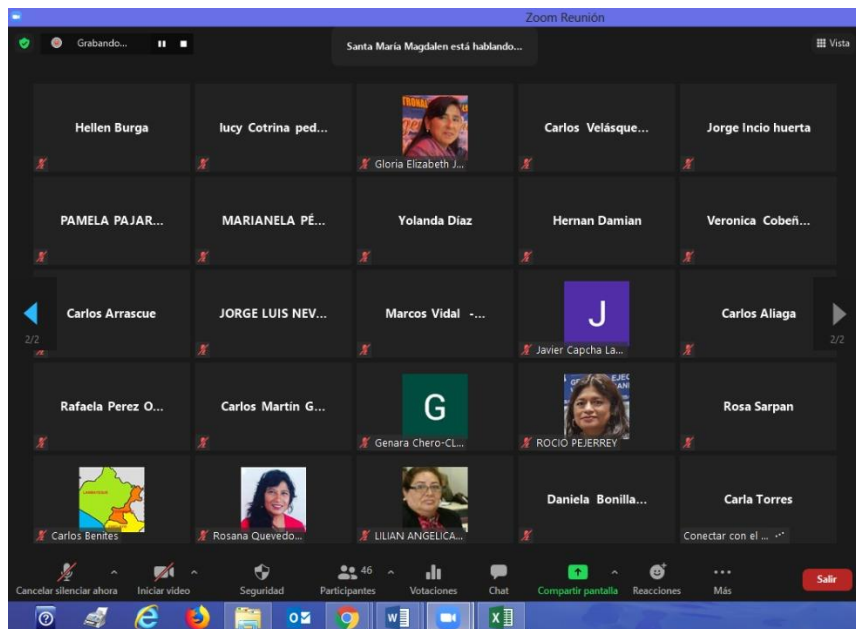 Zoom Reunión
Grabando...
Santa María Magdalen está hablando...
Vista
Hellen Burga
lucy Cotrina ped...
Gloria Elizabeth J...
Carlos Velásque...
Jorge Incio huerta
PAMELA PAJAR...
MARIANELA PÉ...
Yolanda Díaz
Hernan Damian
Veronica Cobeñ...
Carlos Arrascue
JORGE LUIS NEV...
Marcos Vidal -...
J
Javier Capcha La...
Carlos Aliaga
2/2
2/2
Rafaela Perez O...
Carlos Martín G...
G
Genara Chero-CL...
ROCIO PEJERREY
Rosa Sarpan
Carlos Benites
Rosana Quevedo...
LILIAN ANGELICA...
Daniela Bonilla...
Carla Torres
Conectar con el ...
Cancelar silenciar ahora
Iniciar video
Seguridad
Participantes
46
Votaciones
Chat
Compartir pantalla
Reacciones
Más
Salir